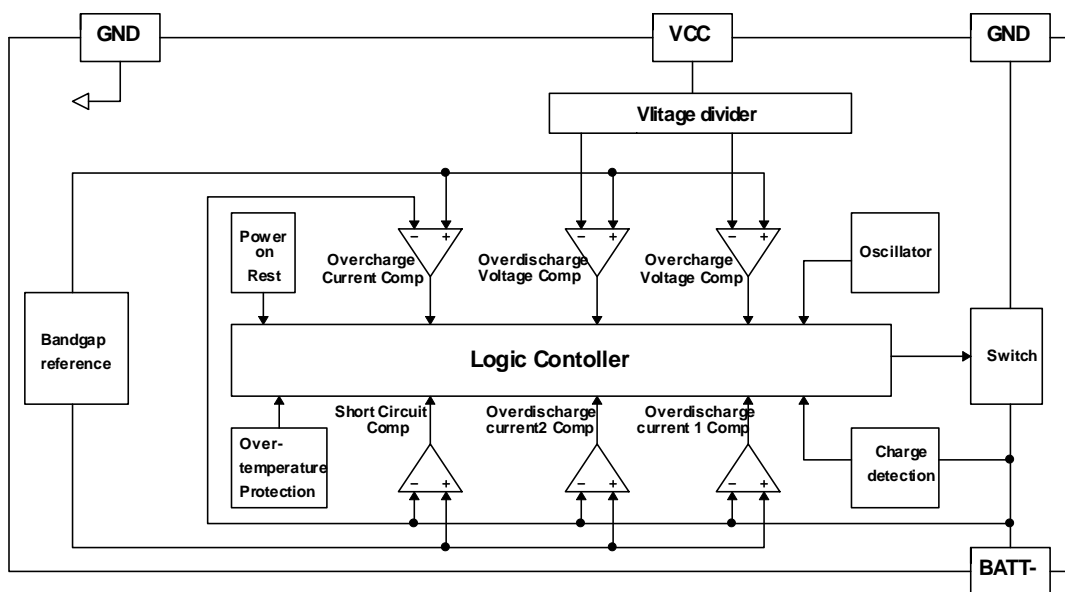 GND
VCC
GND
Vlitage divider
− +
− +
− +
Power
on
Rest
Overcharge
Current Comp
Overdischarge
Voltage Comp
Overcharge
Voltage Comp
Oscillator
Bandgap
reference
Logic Contoller
Switch
Short Circuit
Comp
Overdischarge
current2 Comp
Overdischarge
current 1 Comp
Over-
temperature
Protection
Charge
detection
− +
− +
− +
BATT-